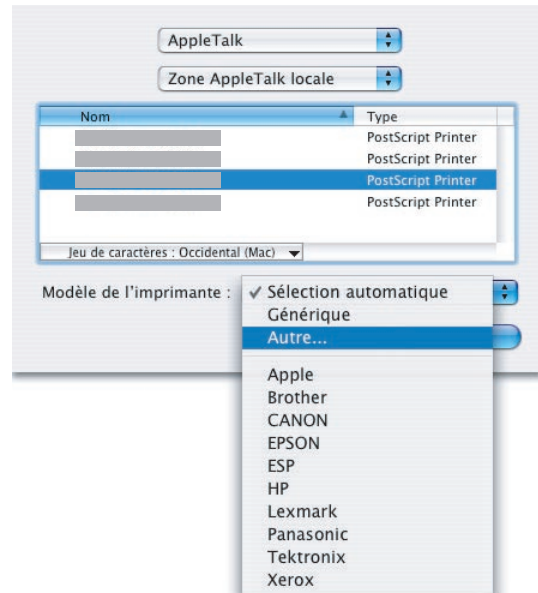 AppleTalk
Zone AppleTalk locale
Nom Type
PostScript Printer
PostScript Printer
PostScript Printer
PostScript Printer
Jeu de caractères : Occidental (Mac)
Modèle de l'imprimante : ✓ Sélection automatique
Générique
Autre...
Apple
Brother
CANON
EPSON
ESP
HP
Lexmark
Panasonic
Tektronix
Xerox